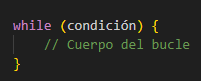 while (condición) {
    // Cuerpo del bucle
}